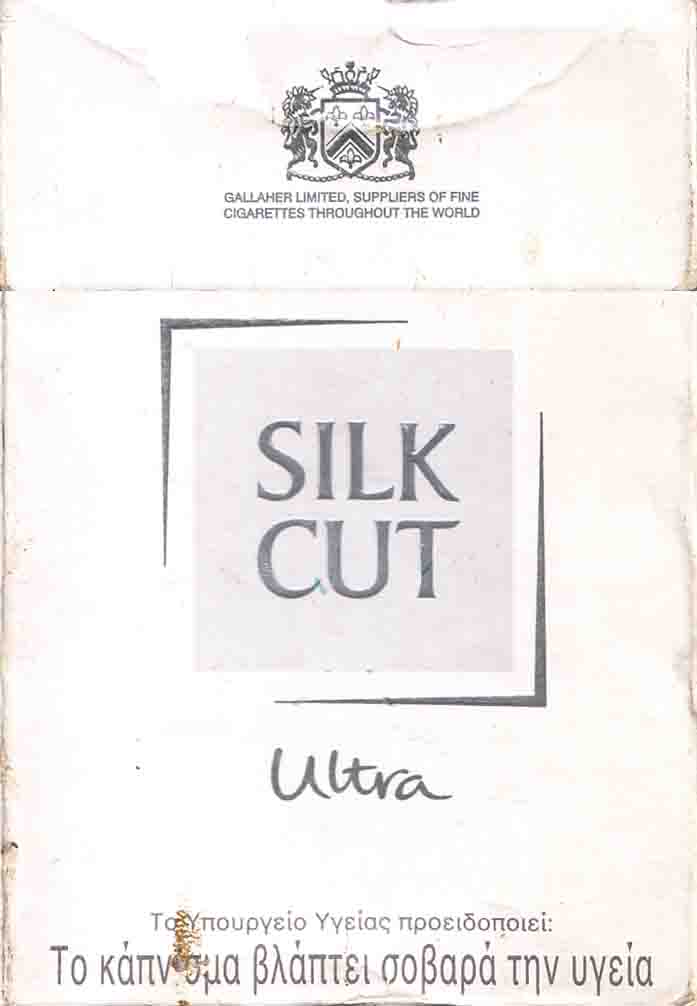 GALLAHER LIMITED, SUPPLIERS OF FINE
CIGARETTES THROUGHOUT THE WORLD
SILK
CUT
Ultra
Το Υπουργείο Υγείας προειδοποιεί:
Το κάπνισμα βλάπτει σοβαρά την υγεία